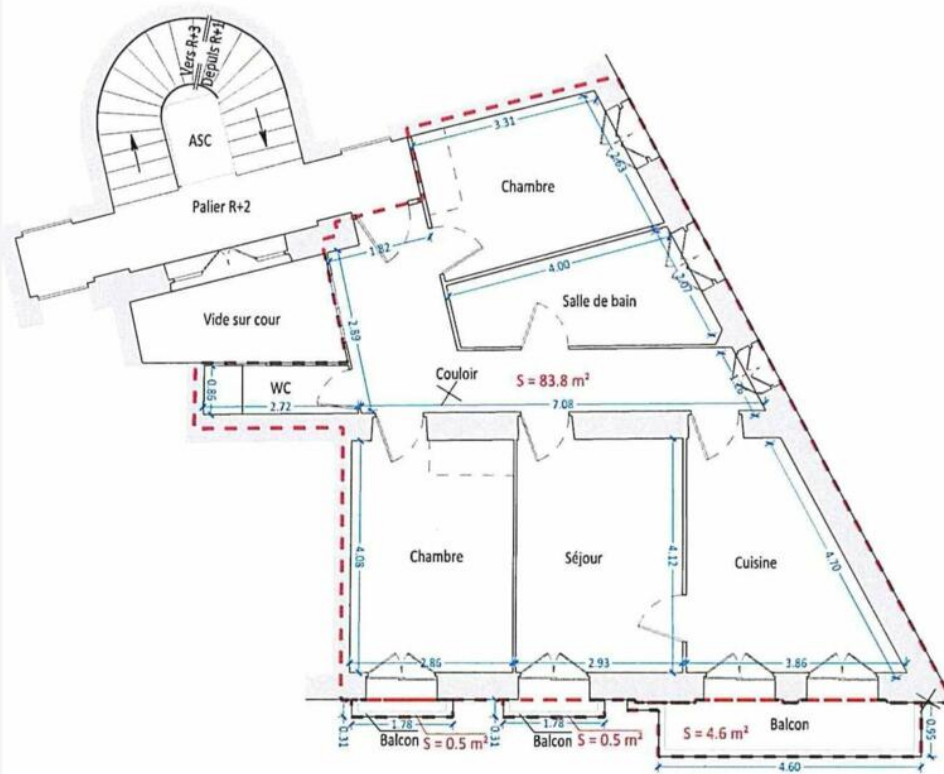 Vers R+3
Depuis R+1
ASC
Palier R+2
3.31
2.63
Chambre
1.82
4.00
2.07
Salle de bain
Vide sur cour
2.89
Couloir
S = 83.8 m²
1.26
0.86
WC
2.72
7.08
4.08
Chambre
Séjour
4.12
Cuisine
4.70
2.86
2.93
3.86
0.31
1.78
Balcon
S = 0.5 m²
0.31
1.78
Balcon
S = 0.5 m²
S = 4.6 m²
Balcon
0.95
4.60